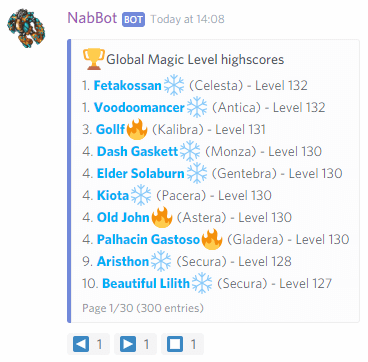 NabBot BOT Today at 14:08
Global Magic Level highscores
1. Fetakossan (Celesta) - Level 132
1. Voodoomancer (Antica) - Level 132
3. Gollf (Kalibra) - Level 131
4. Dash Gaskett (Monza) - Level 130
4. Elder Solaburn (Gentebra) - Level 130
4. Kiota (Pacera) - Level 130
4. Old John (Astera) - Level 130
4. Palhacin Gastoso (Gladera) - Level 130
9. Aristhon (Secura) - Level 128
10. Beautiful Lilith (Secura) - Level 127
Page 1/30 (300 entries)
1 1 1